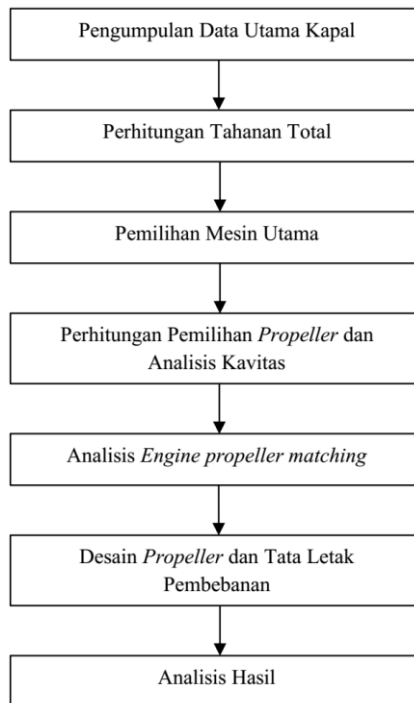 Pengumpulan Data Utama Kapal
Perhitungan Tahanan Total
Pemilihan Mesin Utama
Perhitungan Pemilihan Propeller dan
Analisis Kavitas
Analisis Engine propeller matching
Desain Propeller dan Tata Letak
Pembebanan
Analisis Hasil